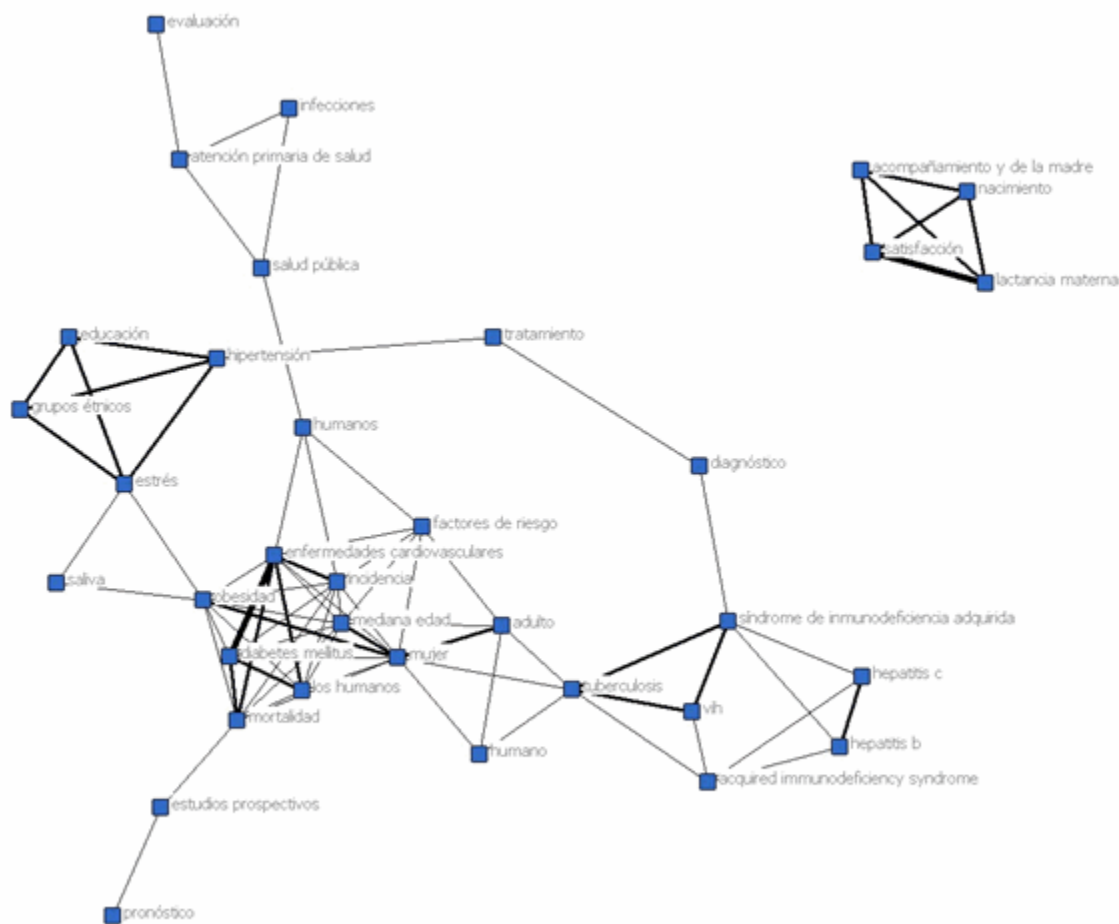 evaluación
infecciones
atención primaria de salud
acompañamiento y de la madre
nacimiento
satisfacción
salud pública
lactancia materna
educación
tratamiento
hipertensión
grupos étnicos
humanos
diagnóstico
estrés
factores de riesgo
enfermedades cardiovasculares
saliva
incidencia
obesidad
mediana edad
adulto
síndrome de inmunodeficiencia adquirida
diabetes mellitus
mujer
hepatitis c
los humanos
tuberculosis
vih
mortalidad
hepatitis b
humano
acquired immunodeficiency syndrome
estudios prospectivos
pronóstico